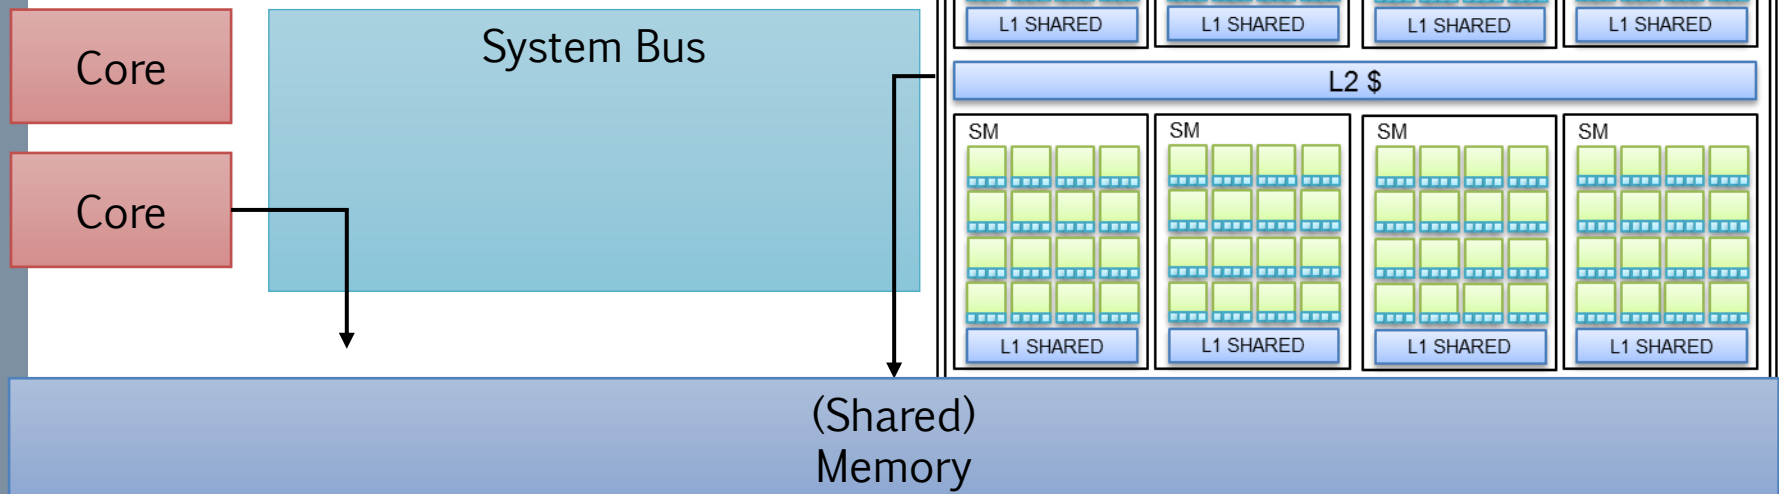 Core
System Bus
L1 SHARED
L1 SHARED
L1 SHARED
L1 SHARED
L2 $
Core
SM
SM
SM
SM
L1 SHARED
L1 SHARED
L1 SHARED
L1 SHARED
(Shared)
Memory